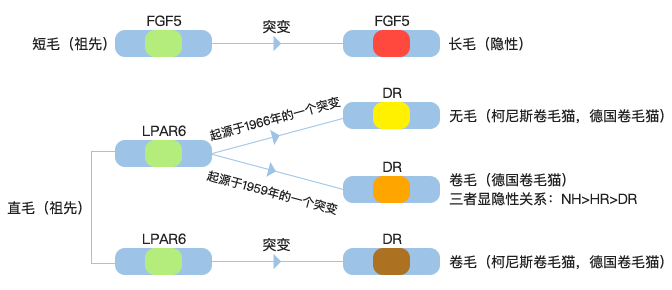 FGF5
突变
FGF5
短毛（祖先）
长毛（隐性）
DR
起源于1966年的一个突变
无毛（柯尼斯卷毛猫，德国卷毛猫）
LPAR6
DR
起源于1959年的一个突变
卷毛（德国卷毛猫）
三者显隐性关系：NH>HR>DR
直毛（祖先）
LPAR6
突变
DR
卷毛（柯尼斯卷毛猫，德国卷毛猫）